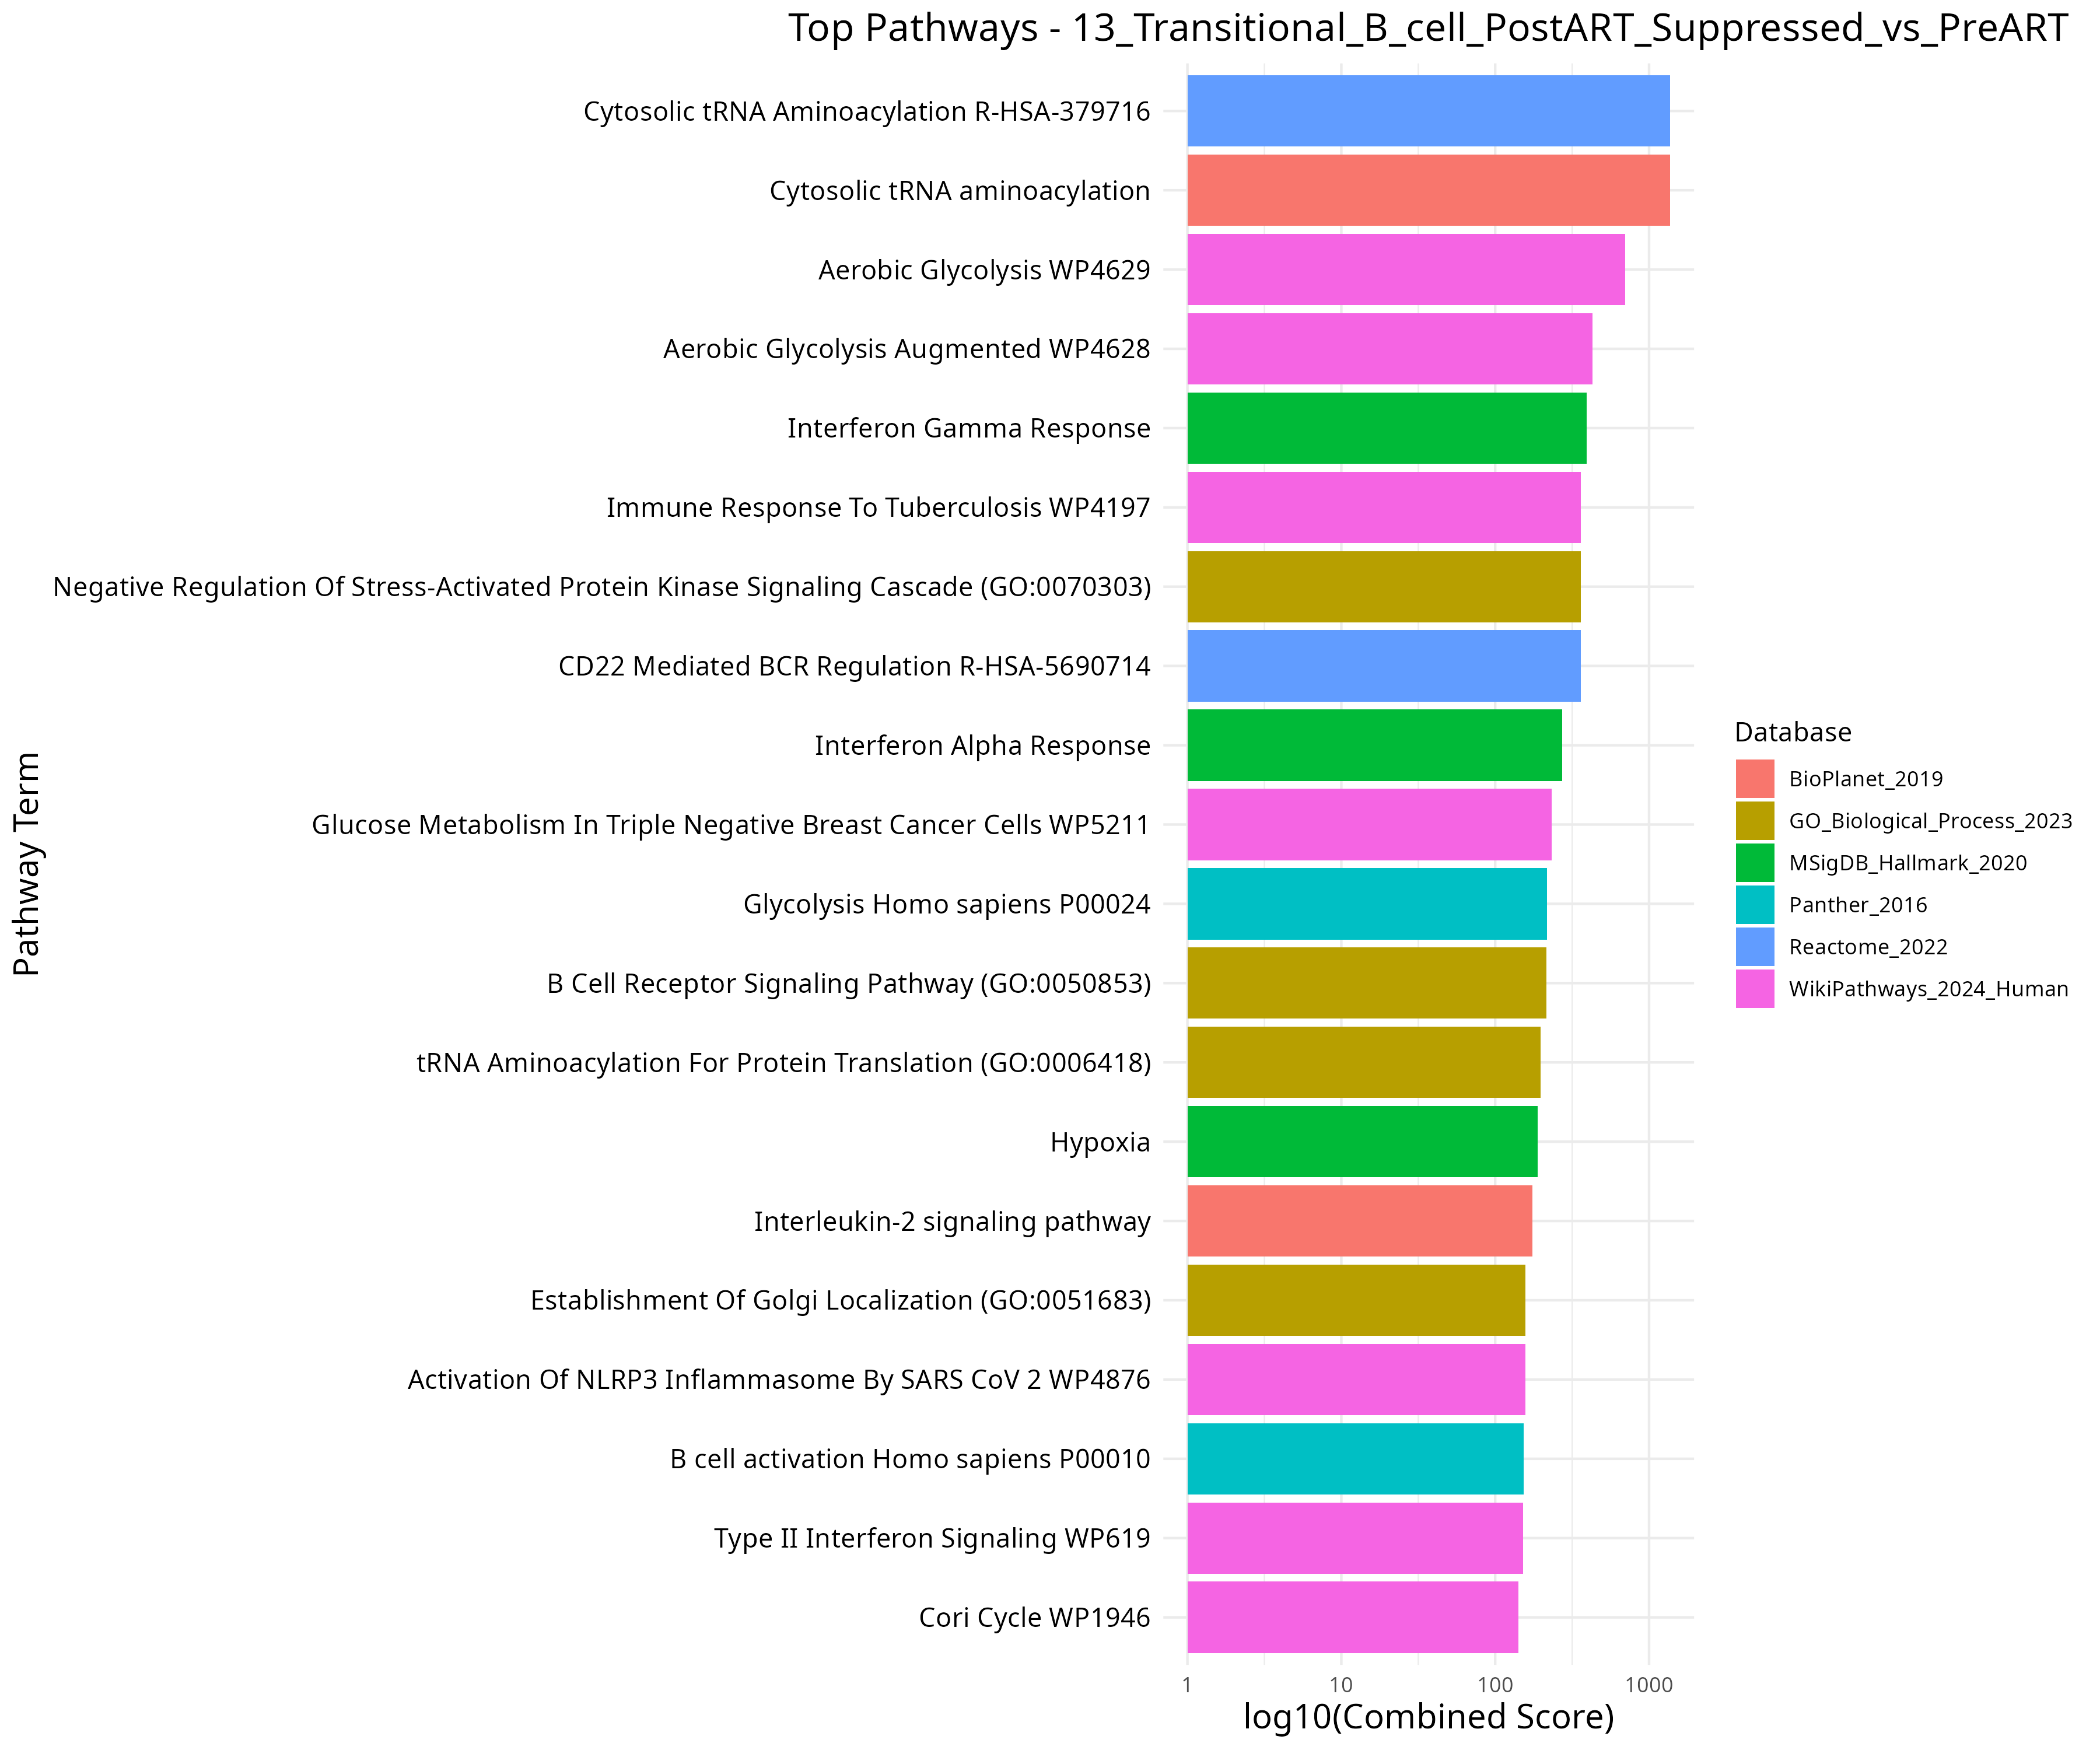 Top Pathways - 13_Transitional_B_cell_PostART_Suppressed_vs_PreART
Pathway Term
Cytosolic tRNA Aminoacylation R-HSA-379716
Cytosolic tRNA aminoacylation
Aerobic Glycolysis WP4629
Aerobic Glycolysis Augmented WP4628
Interferon Gamma Response
Immune Response To Tuberculosis WP4197
Negative Regulation Of Stress-Activated Protein Kinase Signaling Cascade (GO:0070303)
CD22 Mediated BCR Regulation R-HSA-5690714
Interferon Alpha Response
Glucose Metabolism In Triple Negative Breast Cancer Cells WP5211
Glycolysis Homo sapiens P00024
B Cell Receptor Signaling Pathway (GO:0050853)
tRNA Aminoacylation For Protein Translation (GO:0006418)
Hypoxia
Interleukin-2 signaling pathway
Establishment Of Golgi Localization (GO:0051683)
Activation Of NLRP3 Inflammasome By SARS CoV 2 WP4876
B cell activation Homo sapiens P00010
Type II Interferon Signaling WP619
Cori Cycle WP1946
1 10 100 1000
log10(Combined Score)
Database
BioPlanet_2019
GO_Biological_Process_2023
MSigDB_Hallmark_2020
Panther_2016
Reactome_2022
WikiPathways_2024_Human